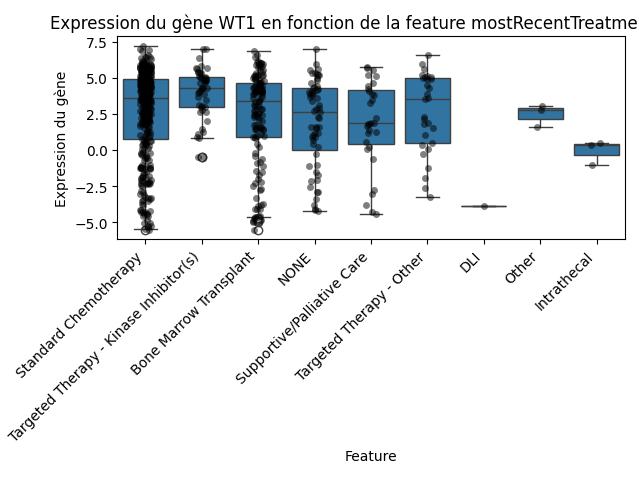 Expression du gène WT1 en fonction de la feature mostRecentTreatme
Expression du gène
7.5
5.0
2.5
0.0
−2.5
−5.0
Standard Chemotherapy
Targeted Therapy - Kinase Inhibitor(s)
Bone Marrow Transplant
NONE
Supportive/Palliative Care
Targeted Therapy - Other
DLI
Other
Intrathecal
Feature